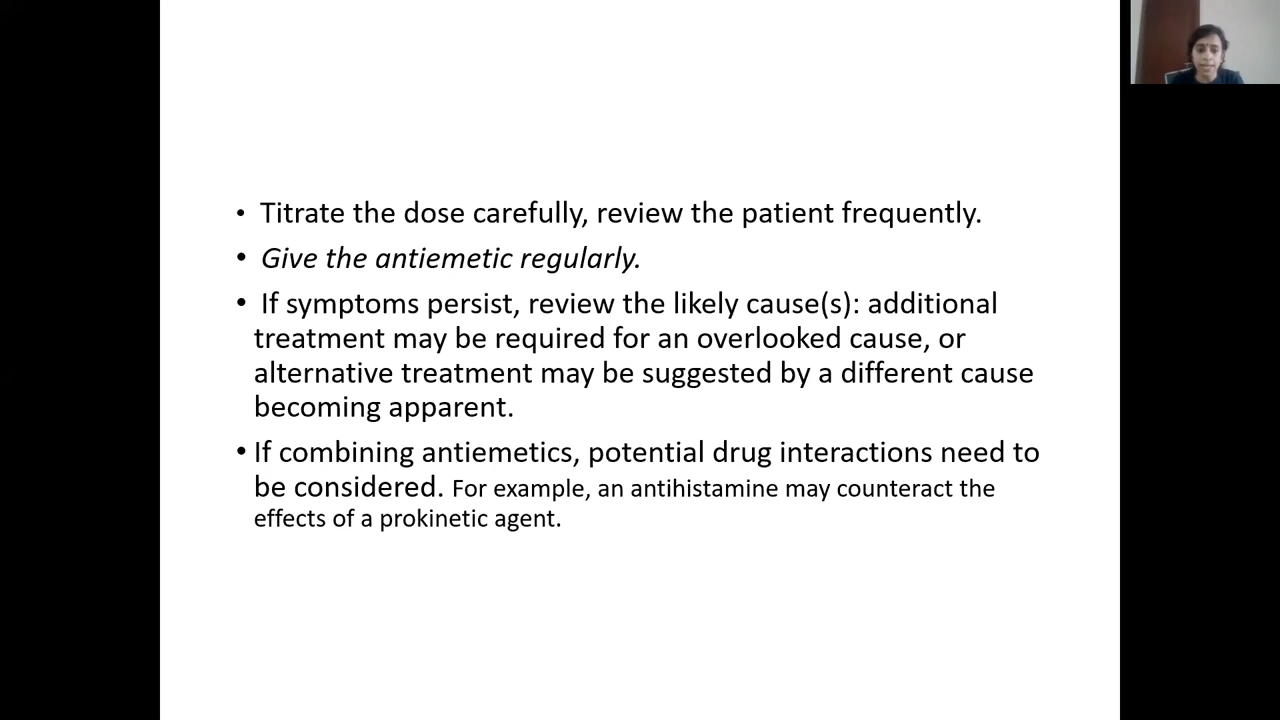 • Titrate the dose carefully, review the patient frequently.
• Give the antiemetic regularly.
• If symptoms persist, review the likely cause(s): additional
treatment may be required for an overlooked cause, or
alternative treatment may be suggested by a different cause
becoming apparent.
• If combining antiemetics, potential drug interactions need to
be considered. For example, an antihistamine may counteract the
effects of a prokinetic agent.